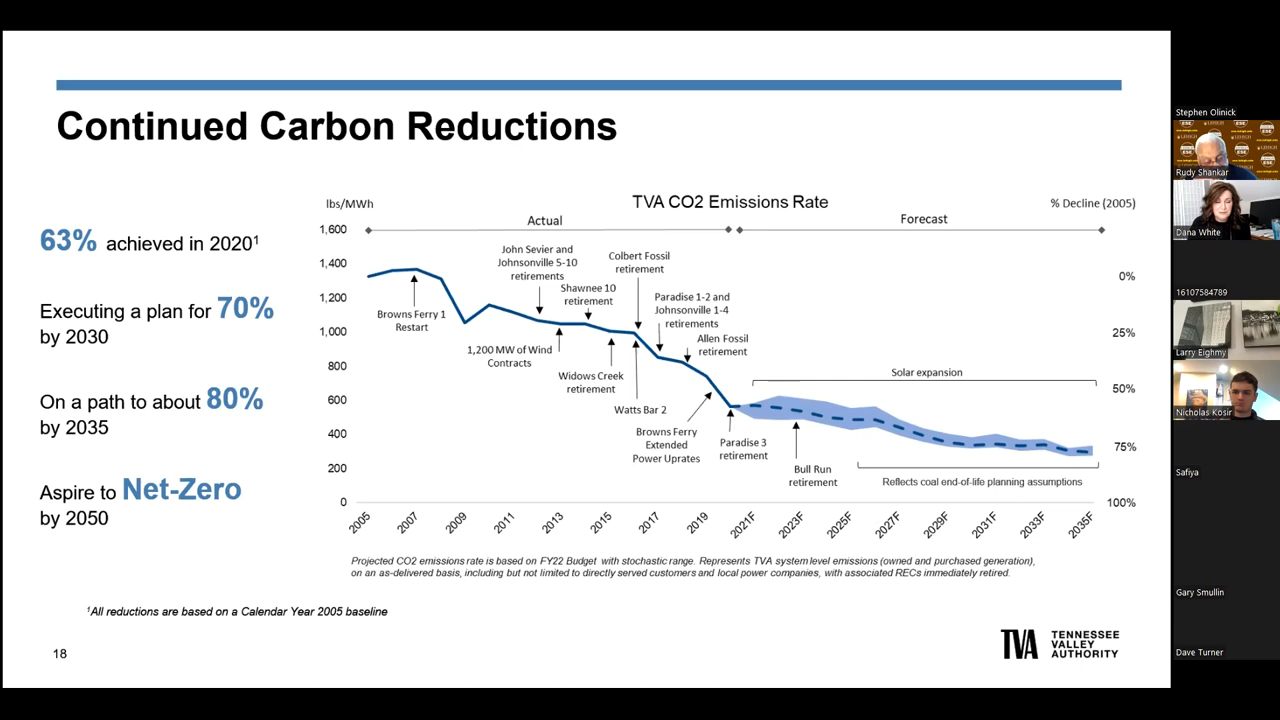 Continued Carbon Reductions
63% achieved in 2020¹
Executing a plan for 70%
by 2030
On a path to about 80%
by 2035
Aspire to Net-Zero
by 2050
lbs/MWh
TVA CO2 Emissions Rate
% Decline (2005)
Actual
Forecast
1,600
1,400
1,200
1,000
800
600
400
200
0
0%
25%
50%
75%
100%
Browns Ferry 1
Restart
John Sevier and
Johnsonville 5-10
retirements
1,200 MW of Wind
Contracts
Shawnee 10
retirement
Widows Creek
retirement
Colbert Fossil
retirement
Watts Bar 2
Paradise 1-2 and
Johnsonville 1-4
retirements
Allen Fossil
retirement
Browns Ferry
Extended
Power Uprates
Paradise 3
retirement
Bull Run
retirement
Solar expansion
Reflects coal end-of-life planning assumptions
2005
2007
2009
2011
2013
2015
2017
2019
2021F
2023F
2025F
2027F
2029F
2031F
2033F
2035F
Projected CO2 emissions rate is based on FY22 Budget with stochastic range. Represents TVA system level emissions (owned and purchased generation),
on an as-delivered basis, including but not limited to directly served customers and local power companies, with associated RECs immediately retired.
¹All reductions are based on a Calendar Year 2005 baseline
18
TVA
TENNESSEE
VALLEY
AUTHORITY
Stephen Olinick
Rudy Shankar
Dana White
16107584789
Larry Eighmy
Nicholas Kosir
Safiya
Gary Smullin
Dave Turner